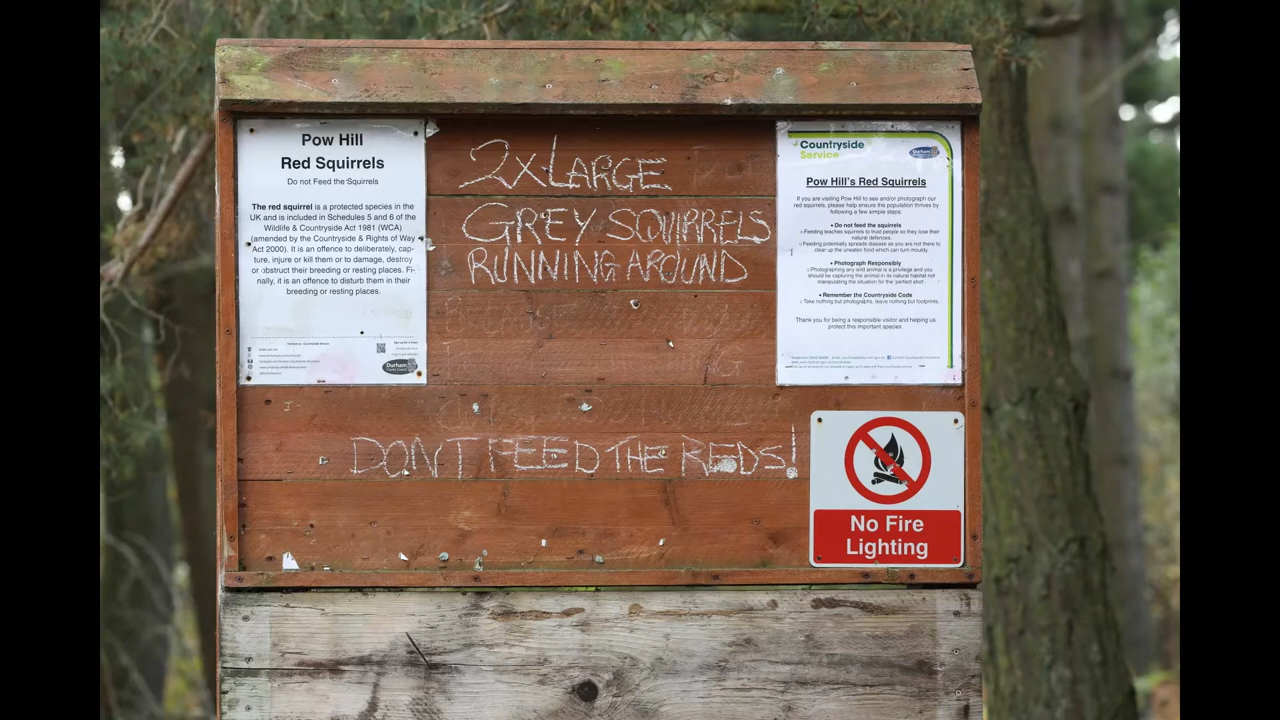 Pow Hill
Red Squirrels
Do not Feed the Squirrels
The red squirrel is a protected species in the
UK and is included in Schedules 5 and 6 of the
Wildlife & Countryside Act 1981 (WCA)
(amended by the Countryside & Rights of Way
Act 2000). It is an offence to deliberately, cap-
ture, injure or kill them or to damage, destroy
or obstruct their breeding or resting places. Fi-
nally, it is an offence to disturb them in their
breeding or resting places.
Durham
2X LARGE
GREY SQUIRRELS
RUNNING AROUND
DON'T FEED THE REDS!
Countryside
Service
Durham
Pow Hill's Red Squirrels
If you are visiting Pow Hill to see and/or photograph our
red squirrels, please help ensure the population thrives by
following a few simple steps:
• Do not feed the squirrels
o Feeding teaches squirrels to trust people so they lose their
natural defences.
o Feeding potentially spreads disease as you are not there to
clear up the uneaten food which can turn mouldy.
• Photograph Responsibly
o Photographing any wild animal is a privilege and you
should be capturing the animal in its natural habitat not
manipulating the situation for the 'perfect shot'.
• Remember the Countryside Code
o Take nothing but photographs, leave nothing but footprints.
Thank you for being a responsible visitor and helping us
protect this important species.
No Fire
Lighting